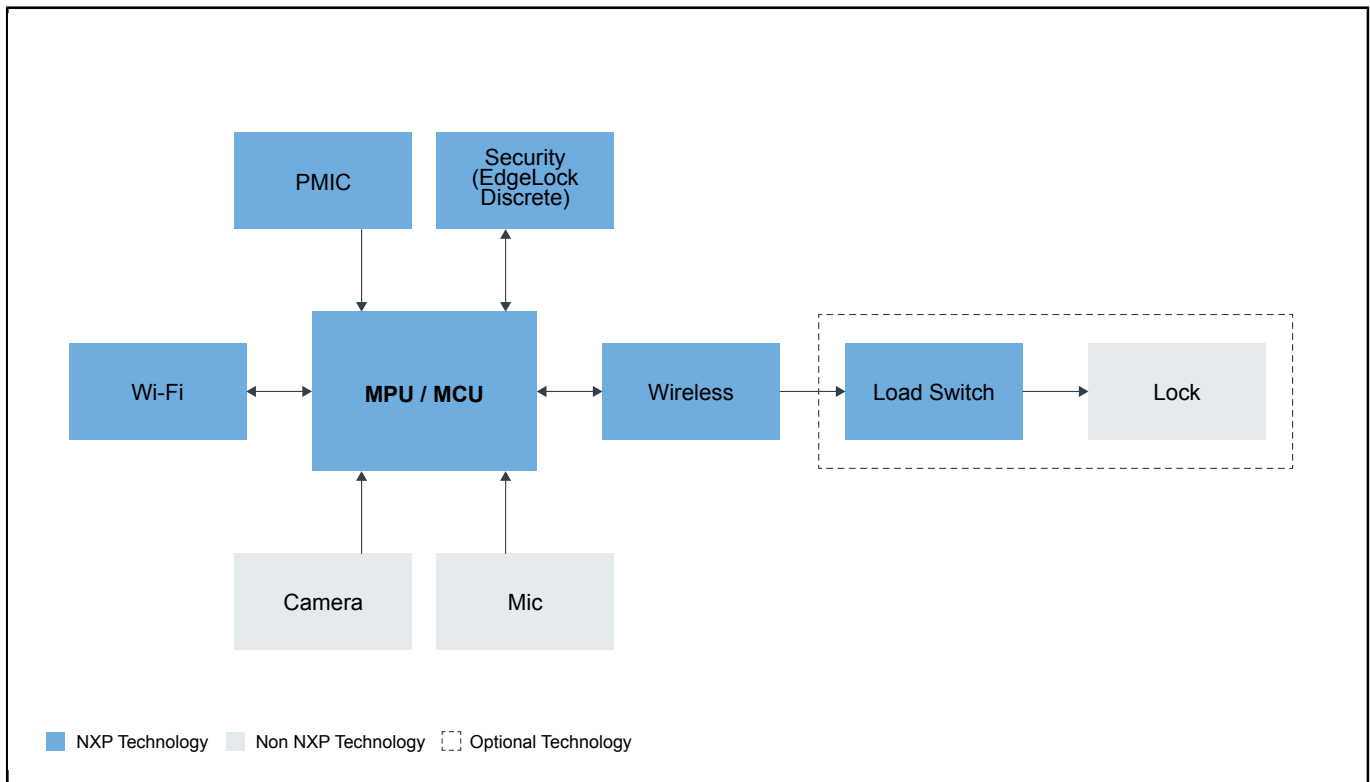 PMIC
Security
(EdgeLock
Discrete)
Wi-Fi
MPU / MCU
Wireless
Load Switch
Lock
Camera
Mic
NXP Technology
Non NXP Technology
Optional Technology